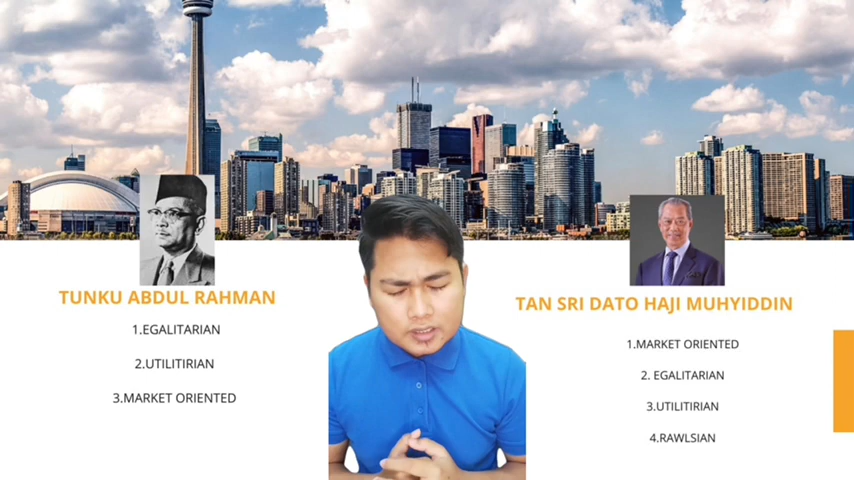 TUNKU ABDUL RAHMAN
1.EGALITARIAN
2.UTILITIRIAN
3.MARKET ORIENTED
TAN SRI DATO HAJI MUHYIDDIN
1.MARKET ORIENTED
2. EGALITARIAN
3.UTILITIRIAN
4.RAWLSIAN